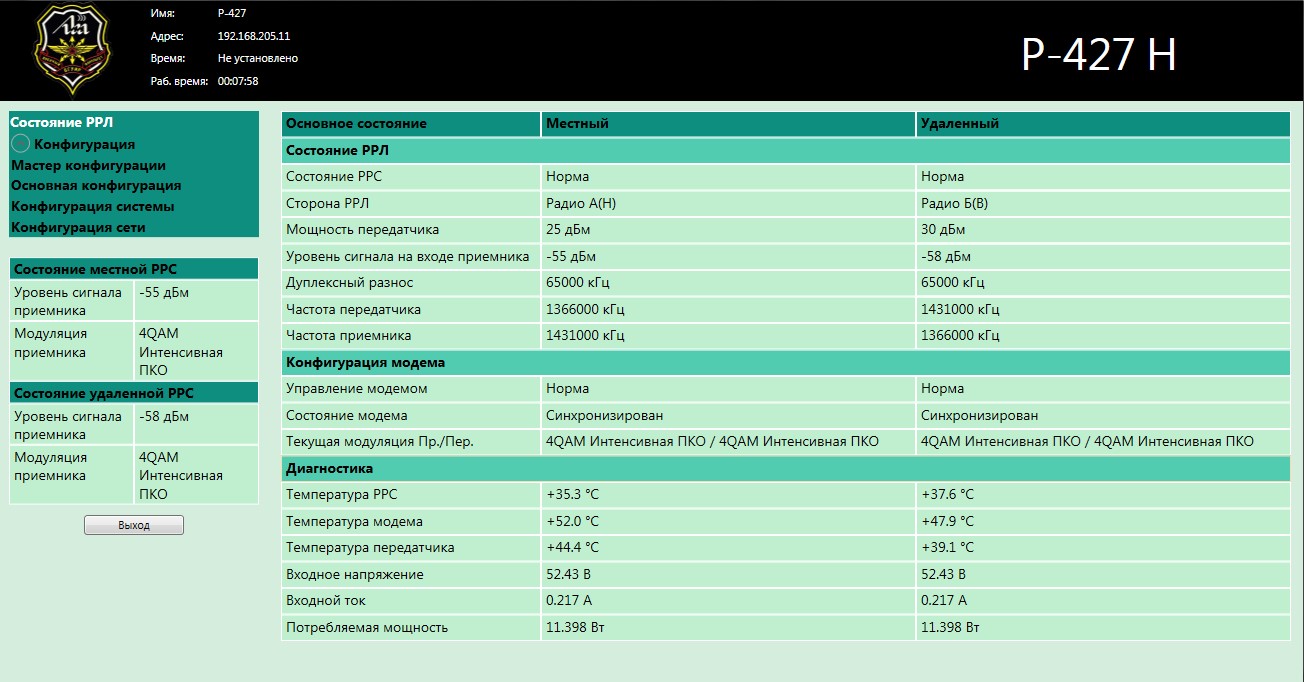 Имя: Р-427
Адрес: 192.168.205.11
Время: Не установлено
Раб. время: 00:07:58
Р-427 Н
Состояние РРЛ
Конфигурация
Мастер конфигурации
Основная конфигурация
Конфигурация системы
Конфигурация сети
Состояние местной РРС
Уровень сигнала приемника -55 дБм
Модуляция приемника 4QAM Интенсивная ПКО
Состояние удаленной РРС
Уровень сигнала приемника -58 дБм
Модуляция приемника 4QAM Интенсивная ПКО
Выход
Основное состояние Местный Удаленный
Состояние РРЛ
Состояние РРС Норма Норма
Сторона РРЛ Радио А(Н) Радио Б(В)
Мощность передатчика 25 дБм 30 дБм
Уровень сигнала на входе приемника -55 дБм -58 дБм
Дуплексный разнос 65000 кГц 65000 кГц
Частота передатчика 1366000 кГц 1431000 кГц
Частота приемника 1431000 кГц 1366000 кГц
Конфигурация модема
Управление модемом Норма Норма
Состояние модема Синхронизирован Синхронизирован
Текущая модуляция Пр./Пер. 4QAM Интенсивная ПКО / 4QAM Интенсивная ПКО 4QAM Интенсивная ПКО / 4QAM Интенсивная ПКО
Диагностика
Температура РРС +35.3 °C +37.6 °C
Температура модема +52.0 °C +47.9 °C
Температура передатчика +44.4 °C +39.1 °C
Входное напряжение 52.43 В 52.43 В
Входной ток 0.217 А 0.217 А
Потребляемая мощность 11.398 Вт 11.398 Вт